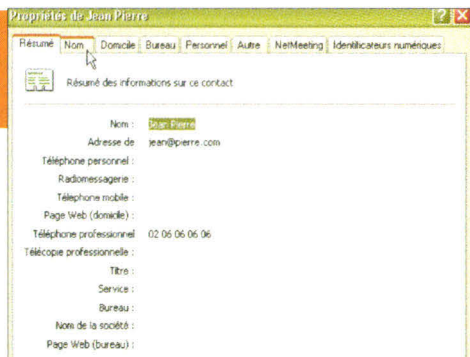 Propriétés de Jean Pierre
Résumé Nom Domicile Bureau Personnel Autre NetMeeting Identificateurs numériques
Résumé des informations sur ce contact
Nom : Jean Pierre
Adresse de jean@pierre.com
Téléphone personnel :
Radiomessagerie :
Téléphone mobile :
Page Web (domicile) :
Téléphone professionnel 02 06 06 06 06
Télécopie professionnelle :
Titre :
Service :
Bureau :
Nom de la société :
Page Web (bureau) :